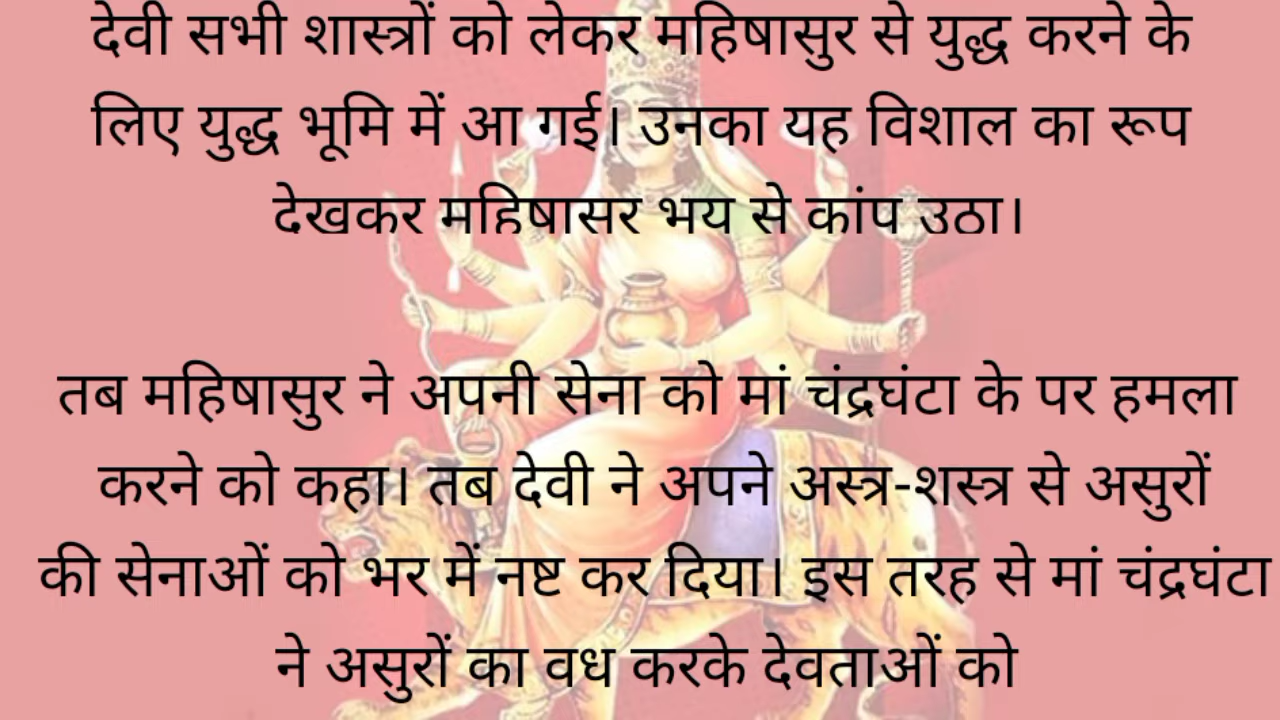 देवी सभी शास्त्रों को लेकर महिषासुर से युद्ध करने के
लिए युद्ध भूमि में आ गई। उनका यह विशाल का रूप
देखकर महिषासुर भय से कांप उठा।
तब महिषासुर ने अपनी सेना को मां चंद्रघंटा के पर हमला
करने को कहा। तब देवी ने अपने अस्त्र-शस्त्र से असुरों
की सेनाओं को भर में नष्ट कर दिया। इस तरह से मां चंद्रघंटा
ने असुरों का वध करके देवताओं को